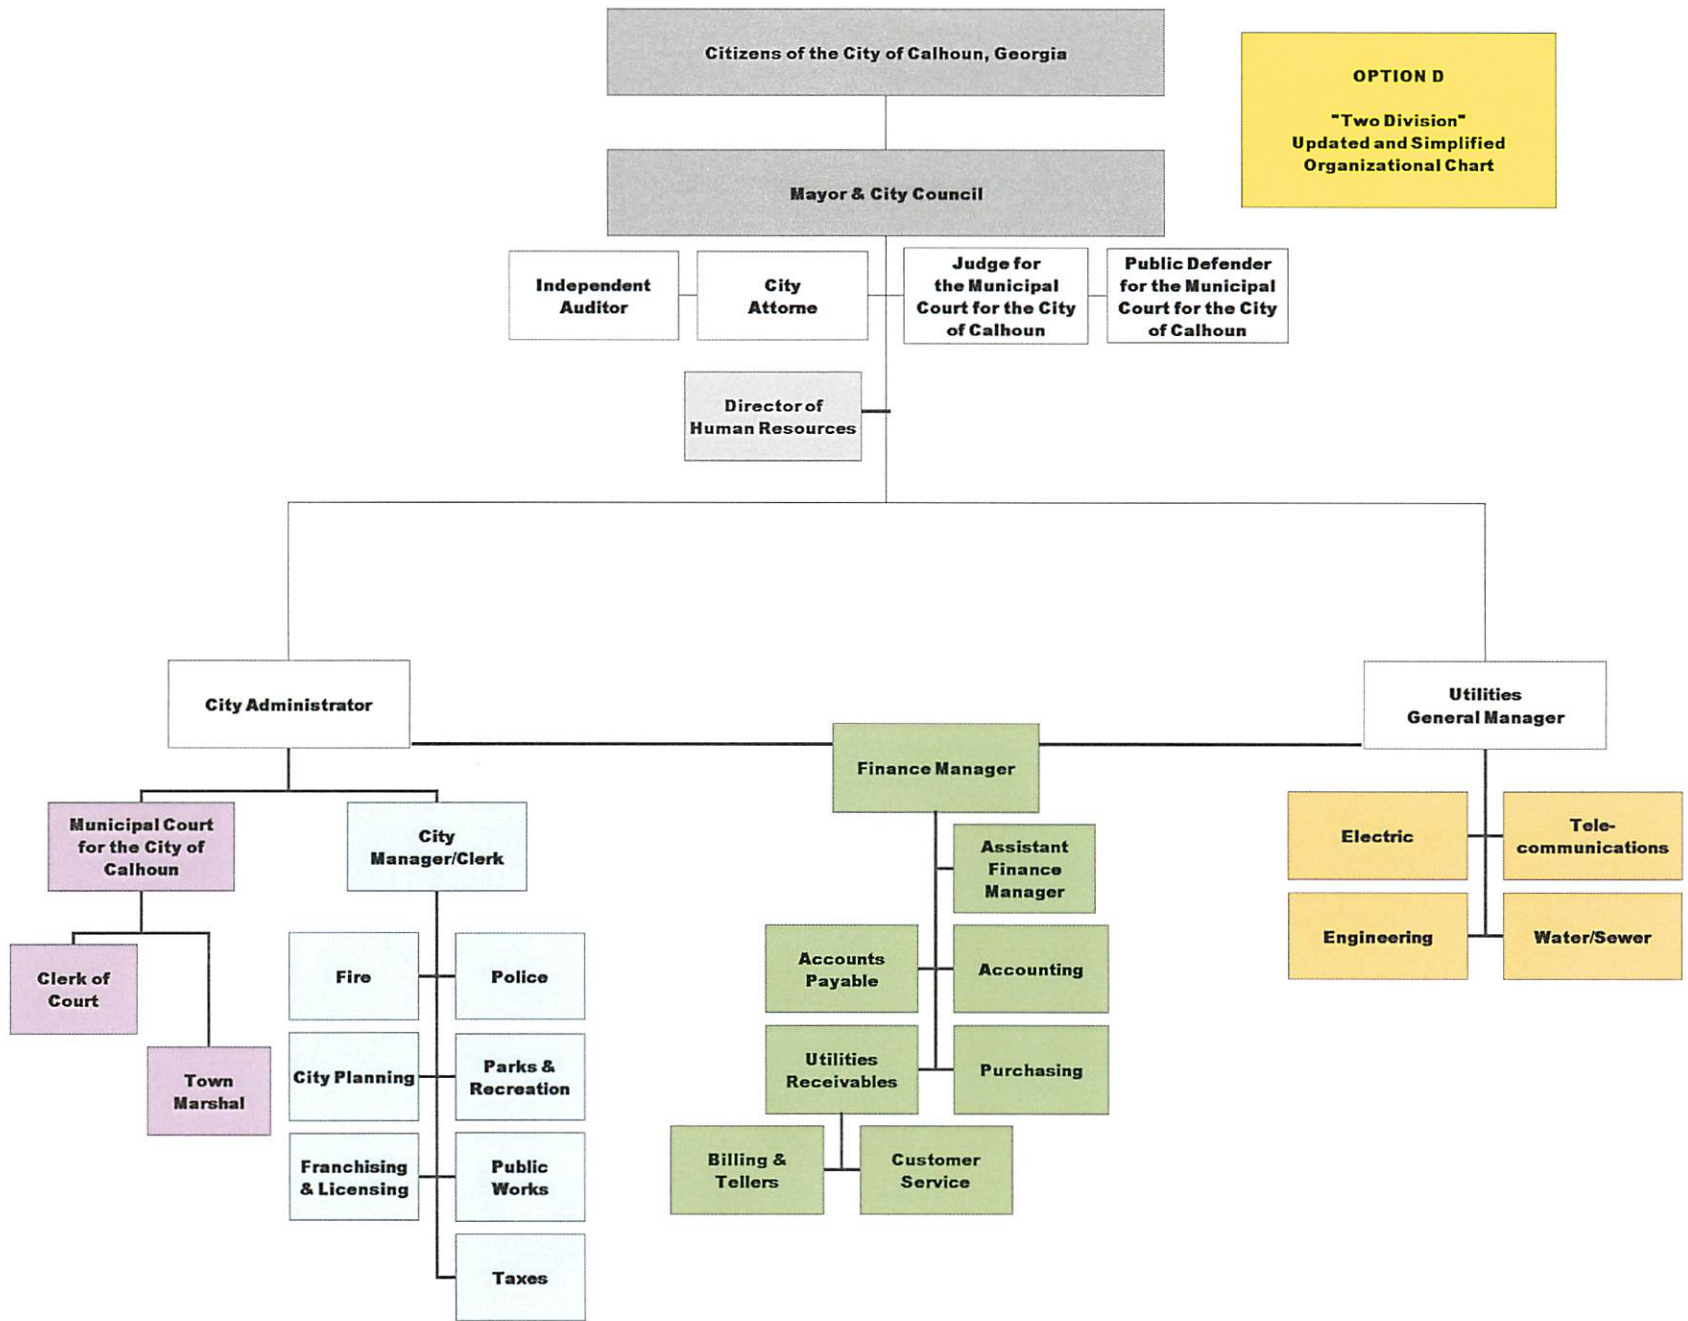 Citizens of the City of Calhoun, Georgia
OPTION D
"Two Division"
Updated and Simplified
Organizational Chart
Mayor & City Council
Independent
Auditor
City
Attorne
Judge for
the Municipal
Court for the City
of Calhoun
Public Defender
for the Municipal
Court for the City
of Calhoun
Director of
Human Resources
City Administrator
Utilities
General Manager
Finance Manager
Municipal Court
for the City of
Calhoun
Clerk of
Court
Town
Marshal
City
Manager/Clerk
Fire
Police
City Planning
Parks &
Recreation
Franchising
& Licensing
Public
Works
Taxes
Assistant
Finance
Manager
Accounts
Payable
Accounting
Utilities
Receivables
Purchasing
Billing &
Tellers
Customer
Service
Electric
Tele-
communications
Engineering
Water/Sewer